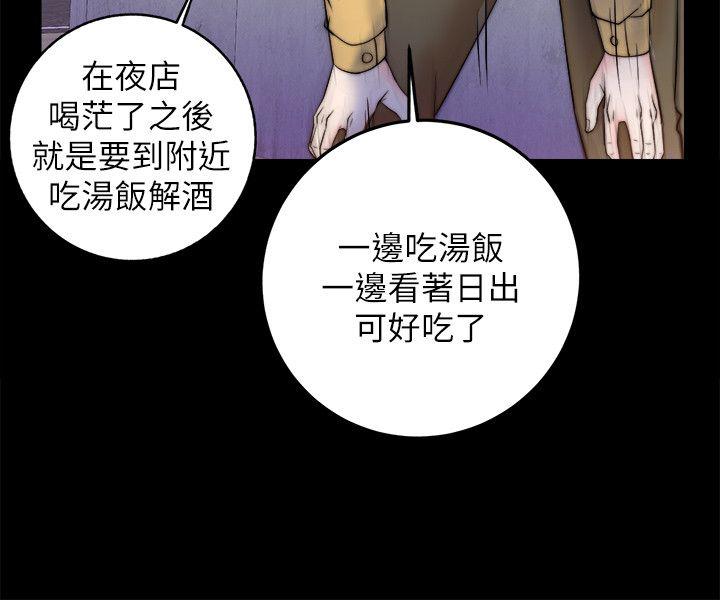 在夜店
喝茫了之後
就是要到附近
吃湯飯解酒
一邊吃湯飯
一邊看著日出
可好吃了